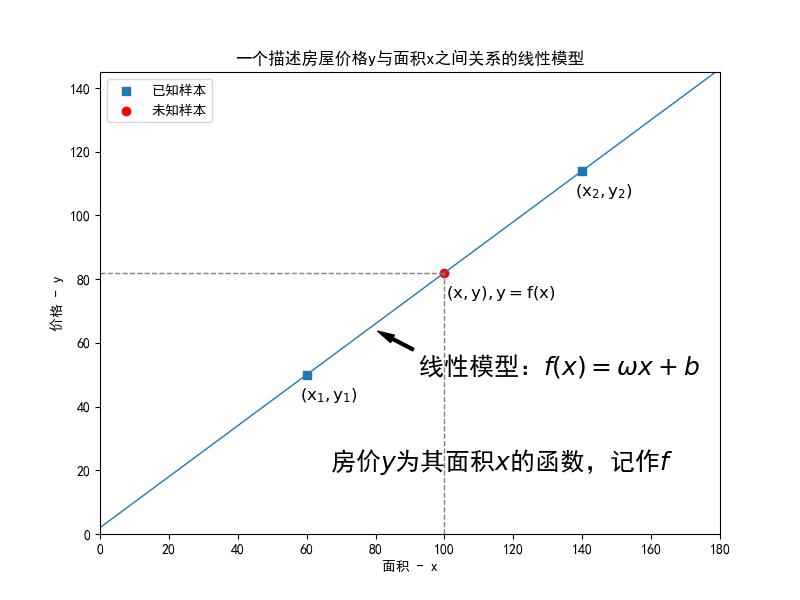 一个描述房屋价格y与面积x之间关系的线性模型
已知样本
未知样本
140
120
100
80
60
40
20
0
价格 - y
(x₂, y₂)
(x, y), y = f(x)
线性模型：f(x) = ωx + b
(x₁, y₁)
房价y为其面积x的函数，记作f
0 20 40 60 80 100 120 140 160 180
面积 - x